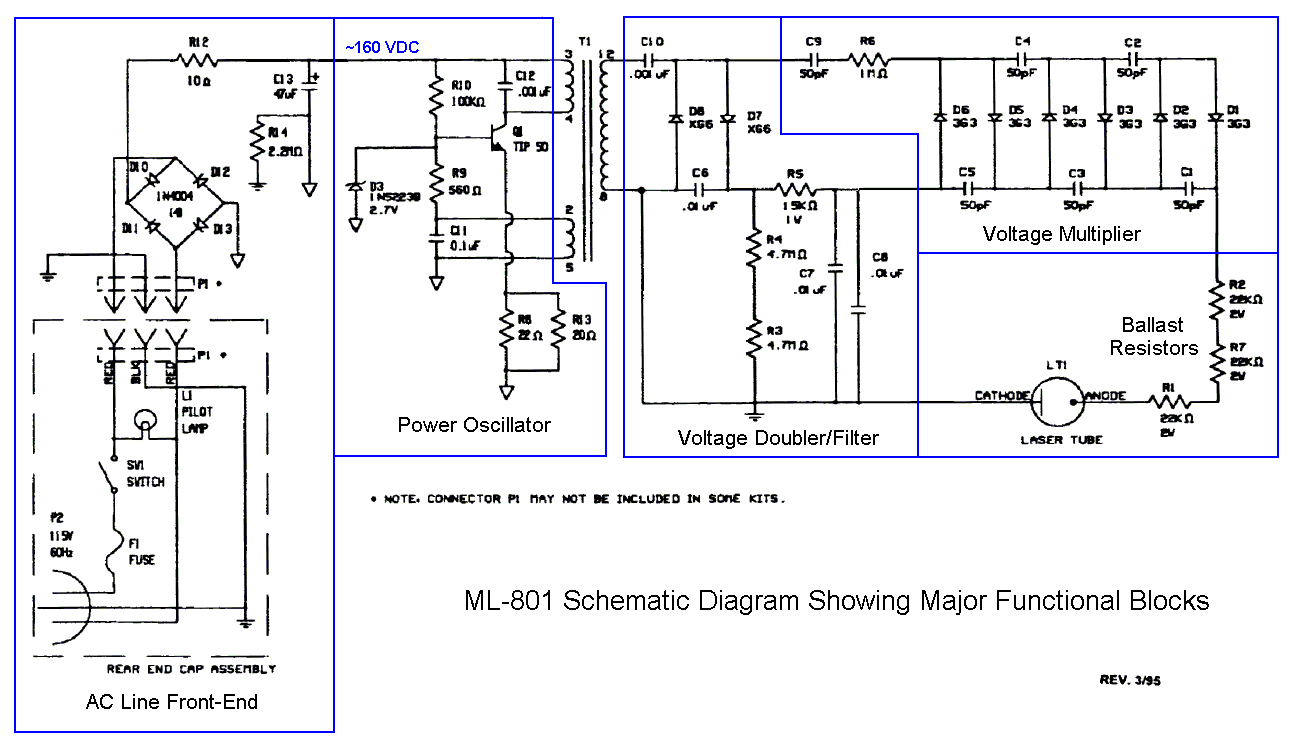 ~160 VDC
R12
10Ω
C13
47uF
+
R14
2.2MΩ
D10
D12
1N4004
(4)
D11
D13
P1 *
P1 *
RED
BLK
RED
L1
PILOT
LAMP
SW1
SWITCH
P2
115V
60Hz
F1
FUSE
REAR END CAP ASSEMBLY
AC Line Front-End
R10
100KΩ
C12
.001uF
Q1
TIP 50
D3
1N5223B
2.7V
R9
560Ω
C11
0.1uF
R8
22Ω
R13
20Ω
Power Oscillator
T1
3
4
2
5
12
8
C10
.001uF
D8
XG6
D7
XG6
C6
.01uF
R5
15KΩ
1W
R4
4.7MΩ
R3
4.7MΩ
C7
.01uF
C8
.01uF
Voltage Doubler/Filter
C9
50pF
R6
1MΩ
C4
50pF
C2
50pF
D6
3G3
D5
3G3
D4
3G3
D3
3G3
D2
3G3
D1
3G3
C5
50pF
C3
50pF
C1
50pF
Voltage Multiplier
R2
22KΩ
2W
R7
22KΩ
2W
R1
22KΩ
2W
Ballast
Resistors
LT1
CATHODE
ANODE
LASER TUBE
* NOTE: CONNECTOR P1 MAY NOT BE INCLUDED IN SOME KITS.
ML-801 Schematic Diagram Showing Major Functional Blocks
REV. 3/95